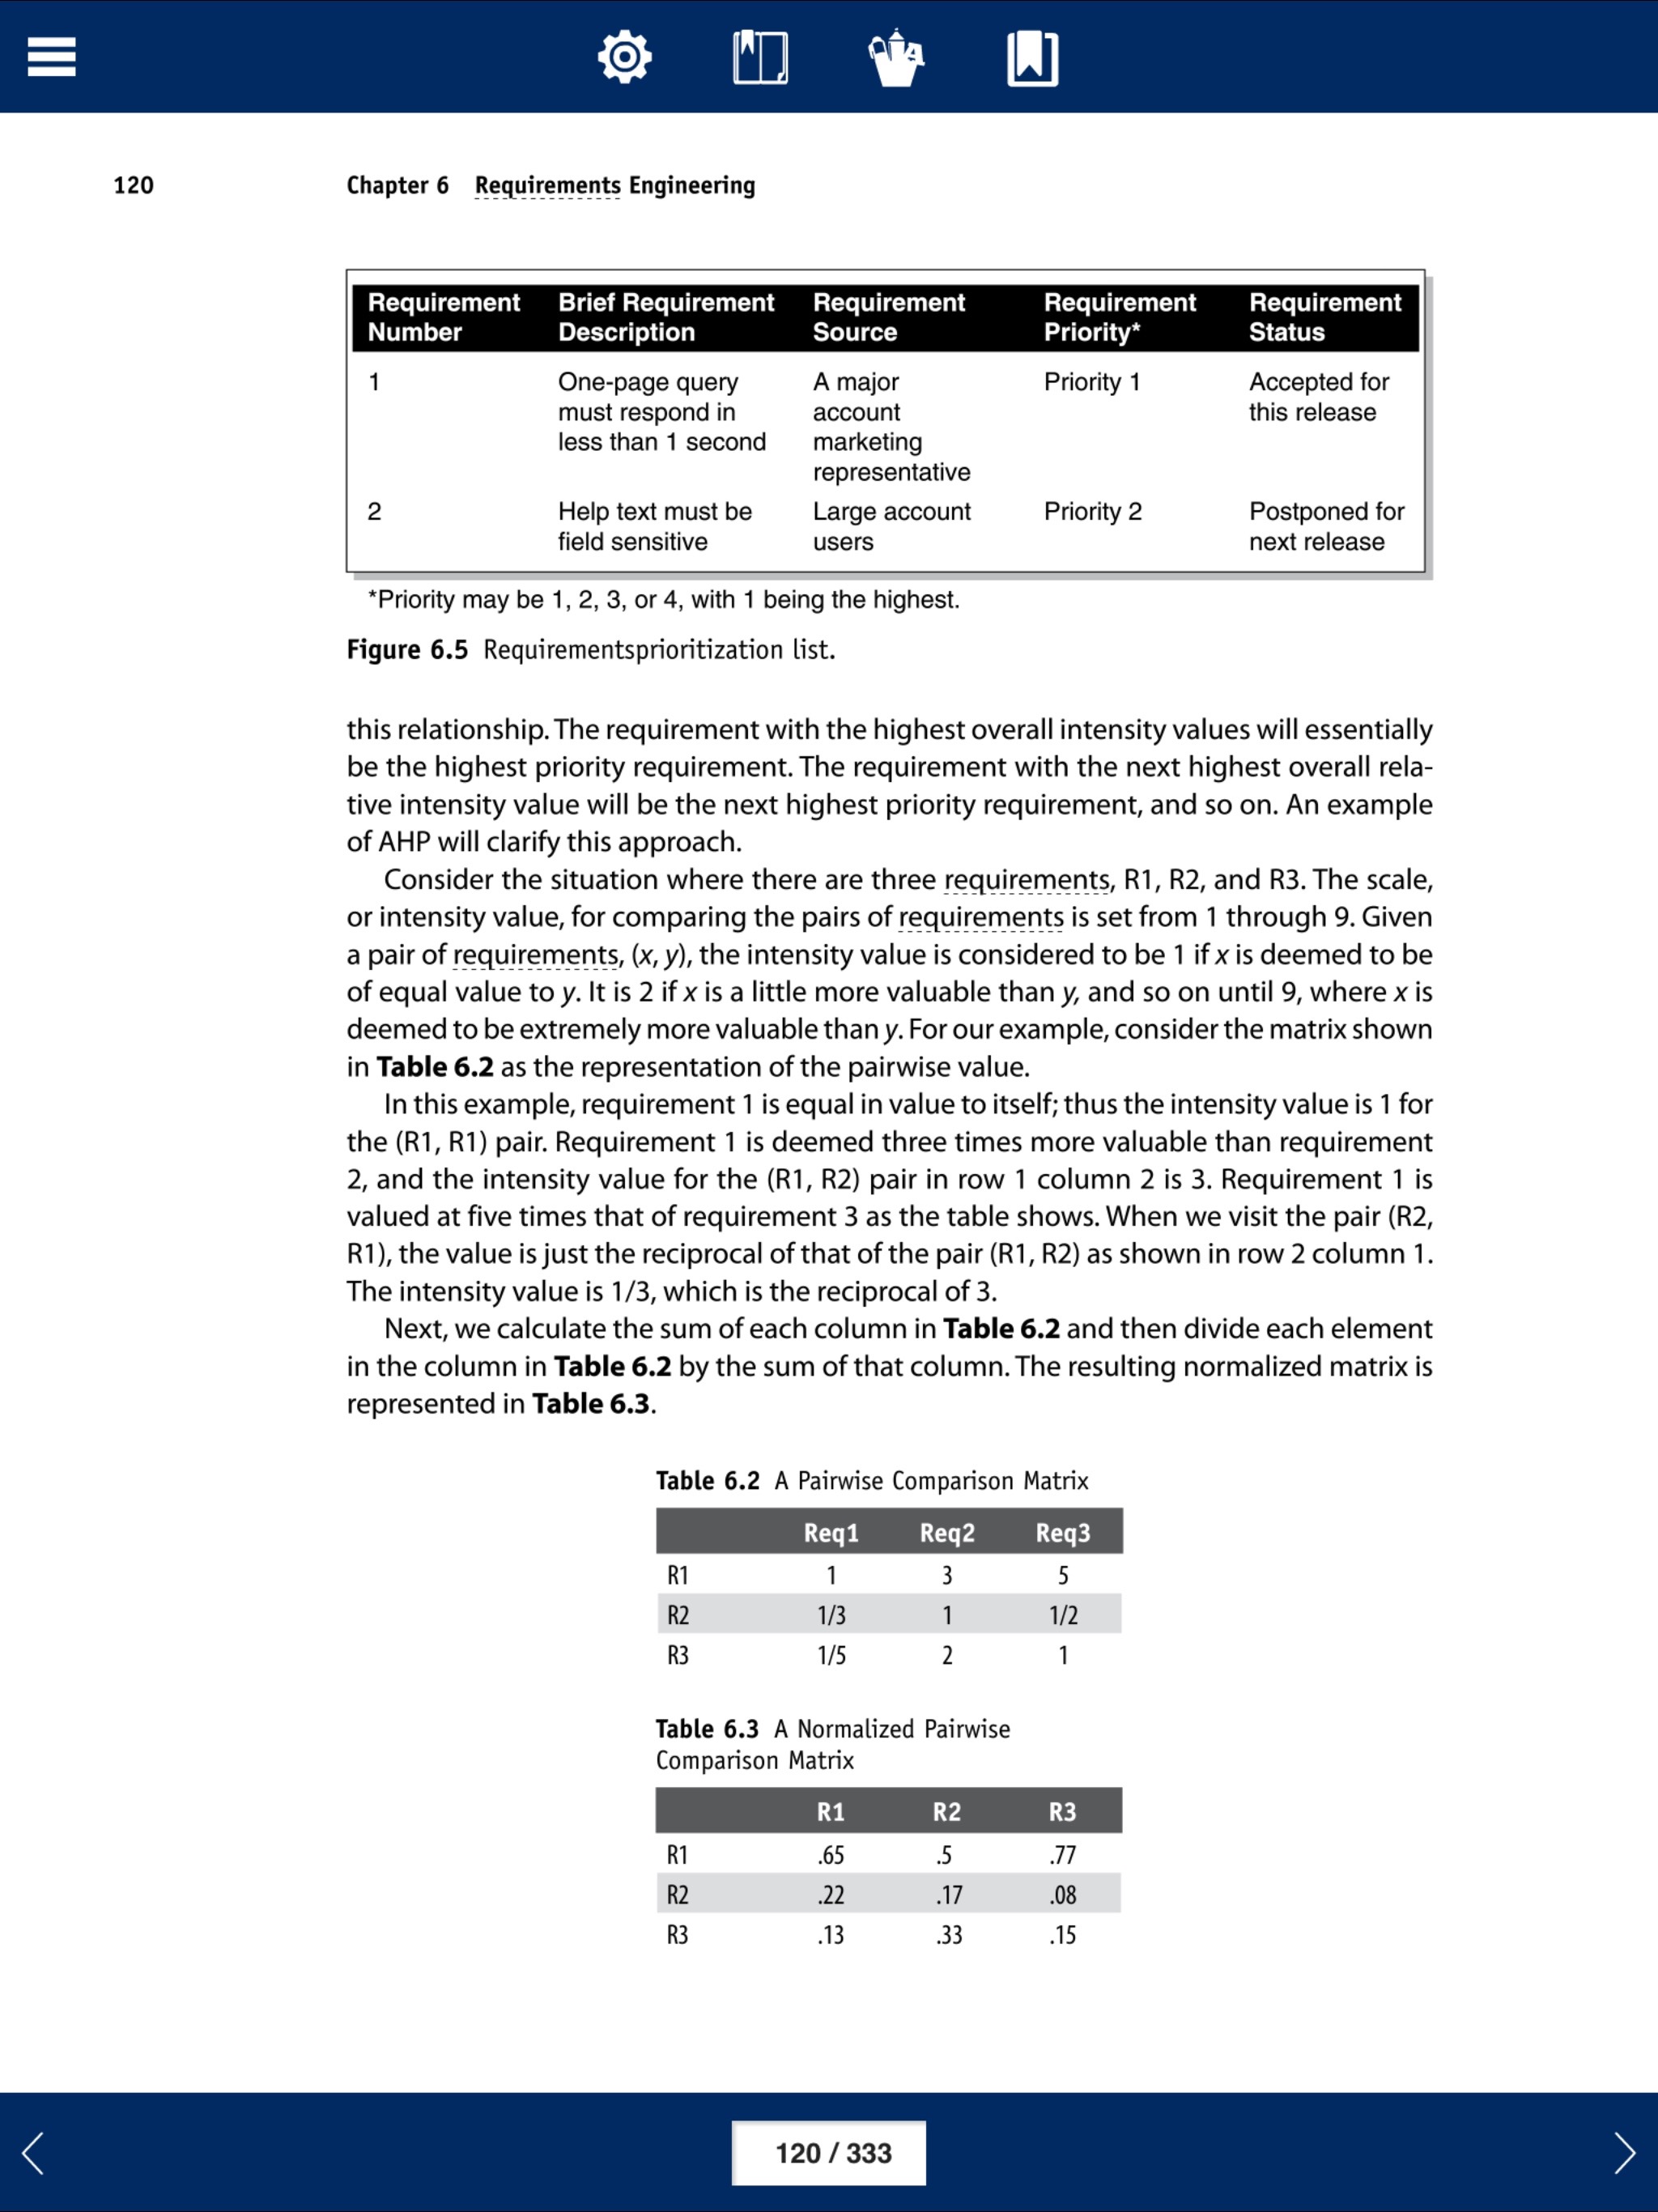 120 Chapter 6 Requirements Engineering
Requirement Number Brief Requirement Description Requirement Source Requirement Priority* Requirement Status
1 One-page query must respond in less than 1 second A major account marketing representative Priority 1 Accepted for this release
2 Help text must be field sensitive Large account users Priority 2 Postponed for next release
*Priority may be 1, 2, 3, or 4, with 1 being the highest.
Figure 6.5 Requirementsprioritization list.
this relationship. The requirement with the highest overall intensity values will essentially
be the highest priority requirement. The requirement with the next highest overall rela-
tive intensity value will be the next highest priority requirement, and so on. An example
of AHP will clarify this approach.
Consider the situation where there are three requirements, R1, R2, and R3. The scale,
or intensity value, for comparing the pairs of requirements is set from 1 through 9. Given
a pair of requirements, (x, y), the intensity value is considered to be 1 if x is deemed to be
of equal value to y. It is 2 if x is a little more valuable than y, and so on until 9, where x is
deemed to be extremely more valuable than y. For our example, consider the matrix shown
in Table 6.2 as the representation of the pairwise value.
In this example, requirement 1 is equal in value to itself; thus the intensity value is 1 for
the (R1, R1) pair. Requirement 1 is deemed three times more valuable than requirement
2, and the intensity value for the (R1, R2) pair in row 1 column 2 is 3. Requirement 1 is
valued at five times that of requirement 3 as the table shows. When we visit the pair (R2,
R1), the value is just the reciprocal of that of the pair (R1, R2) as shown in row 2 column 1.
The intensity value is 1/3, which is the reciprocal of 3.
Next, we calculate the sum of each column in Table 6.2 and then divide each element
in the column in Table 6.2 by the sum of that column. The resulting normalized matrix is
represented in Table 6.3.
Table 6.2 A Pairwise Comparison Matrix
Req1 Req2 Req3
R1 1 3 5
R2 1/3 1 1/2
R3 1/5 2 1
Table 6.3 A Normalized Pairwise
Comparison Matrix
R1 R2 R3
R1 .65 .5 .77
R2 .22 .17 .08
R3 .13 .33 .15
120 / 333